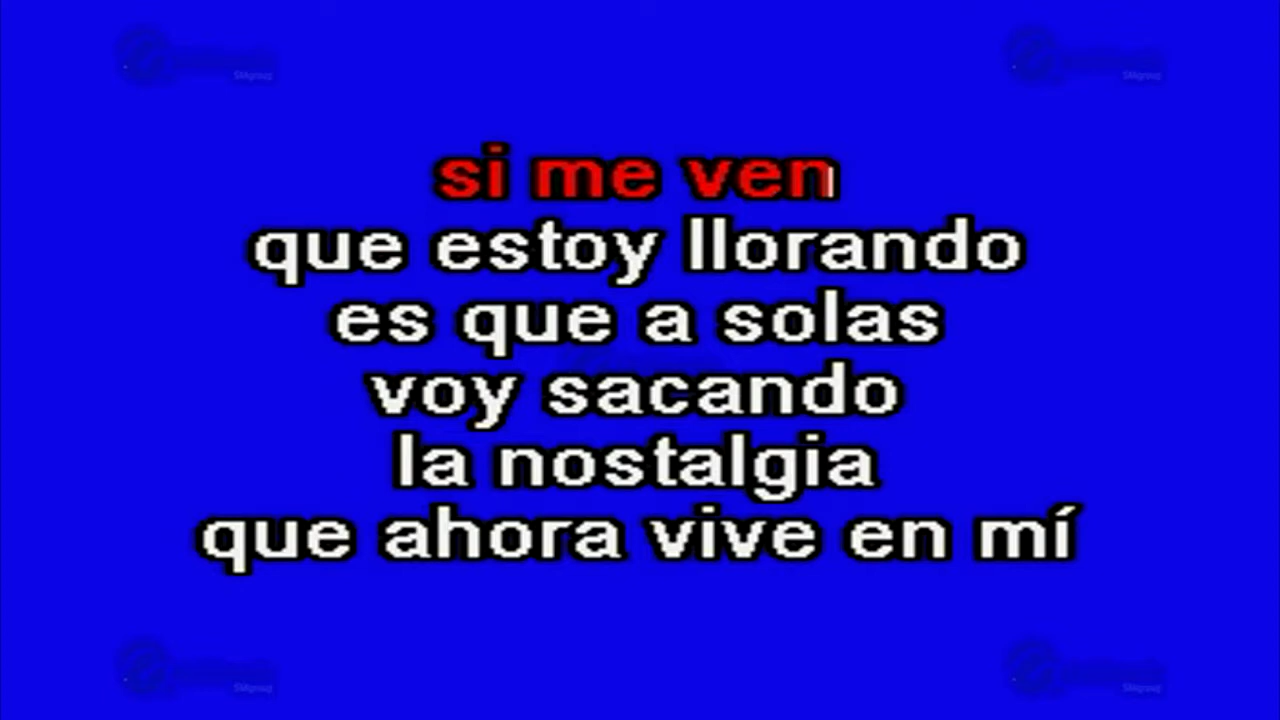 si me ven
que estoy llorando
es que a solas
voy sacando
la nostalgia
que ahora vive en mí